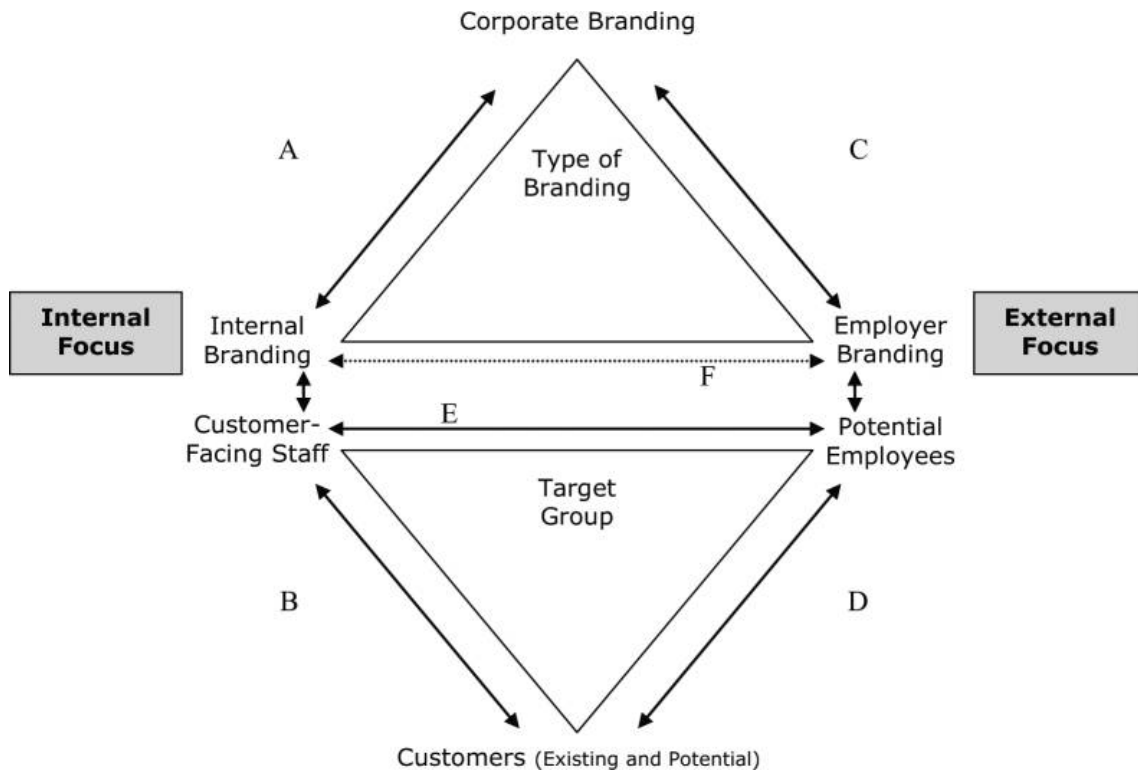 Corporate Branding
A
C
Type of
Branding
Internal
Focus
Internal
Branding
Employer
Branding
External
Focus
F
E
Customer-
Facing Staff
Potential
Employees
Target
Group
B
D
Customers (Existing and Potential)